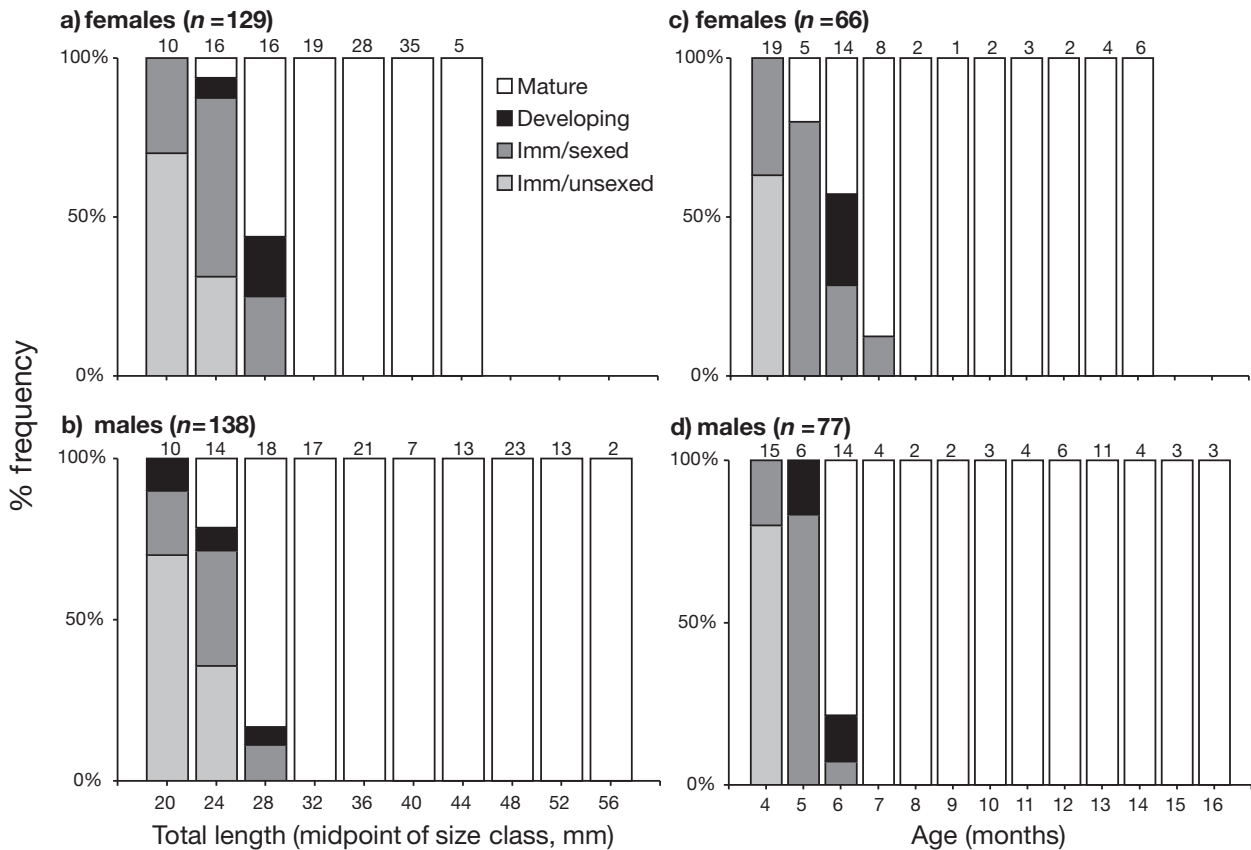 a) females (n=129)
10 16 16 19 28 35 5
100%
50%
0%
Mature
Developing
Imm/sexed
Imm/unsexed
c) females (n=66)
19 5 14 8 2 1 2 3 2 4 6
100%
50%
0%
% frequency
b) males (n=138)
10 14 18 17 21 7 13 23 13 2
100%
50%
0%
20 24 28 32 36 40 44 48 52 56
Total length (midpoint of size class, mm)
d) males (n=77)
15 6 14 4 2 2 3 4 6 11 4 3 3
100%
50%
0%
4 5 6 7 8 9 10 11 12 13 14 15 16
Age (months)